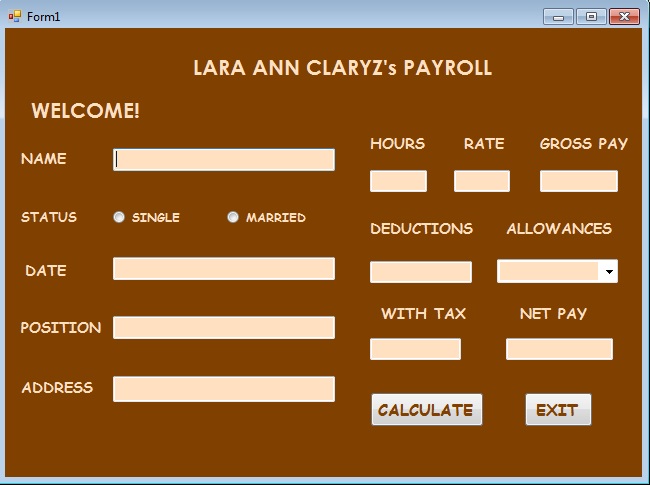 Form1
LARA ANN CLARYZ's PAYROLL
WELCOME!
NAME
STATUS SINGLE MARRIED
DATE
POSITION
ADDRESS
HOURS RATE GROSS PAY
DEDUCTIONS ALLOWANCES
WITH TAX NET PAY
CALCULATE EXIT